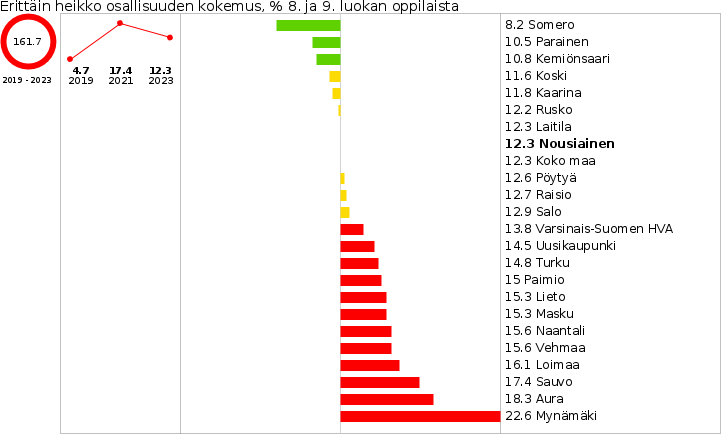 Erittäin heikko osallisuuden kokemus, % 8. ja 9. luokan oppilaista
161.7
2019 - 2023
4.7 17.4 12.3
2019 2021 2023
8.2 Somero
10.5 Parainen
10.8 Kemiönsaari
11.6 Koski
11.8 Kaarina
12.2 Rusko
12.3 Laitila
12.3 Nousiainen
12.3 Koko maa
12.6 Pöytyä
12.7 Raisio
12.9 Salo
13.8 Varsinais-Suomen HVA
14.5 Uusikaupunki
14.8 Turku
15 Paimio
15.3 Lieto
15.3 Masku
15.6 Naantali
15.6 Vehmaa
16.1 Loimaa
17.4 Sauvo
18.3 Aura
22.6 Mynämäki